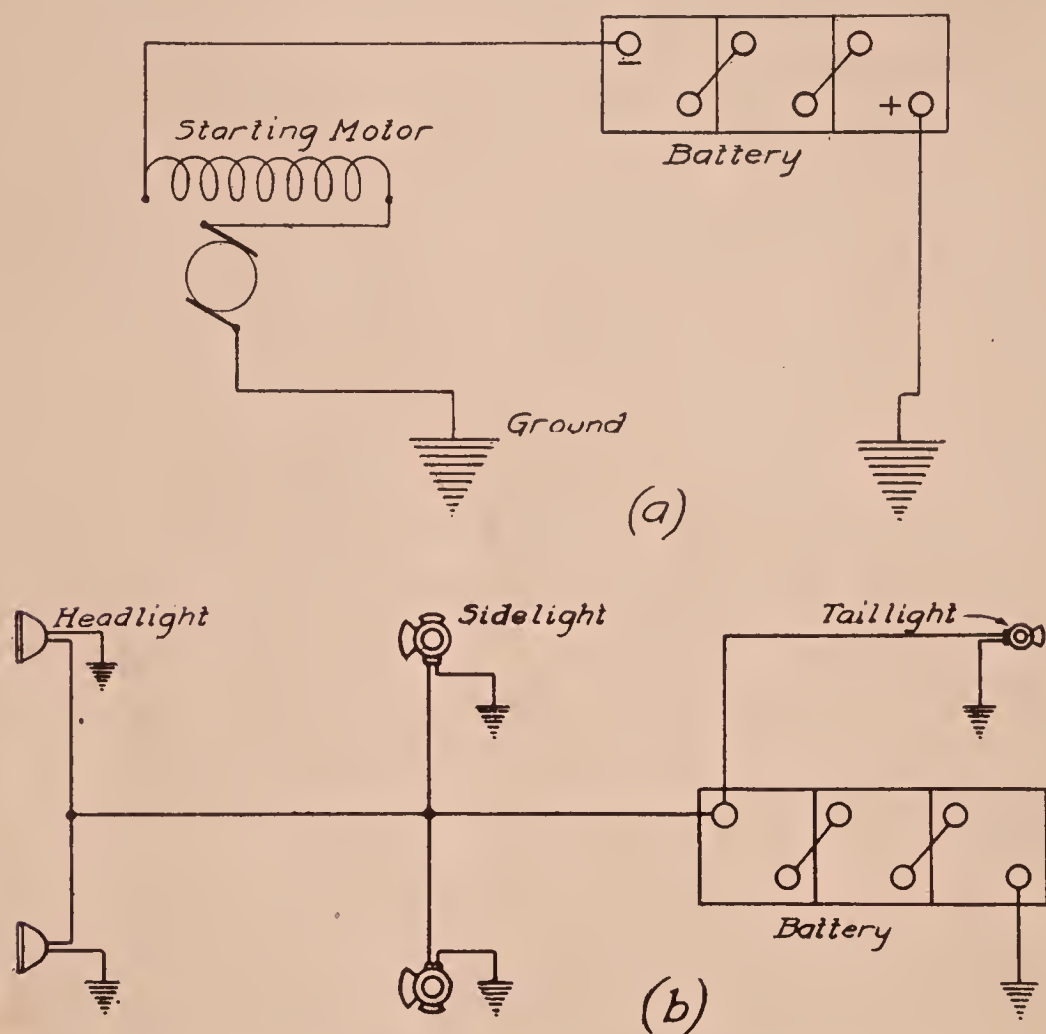 Starting Motor
− +
Battery
Ground
(a)
Headlight
Sidelight
Taillight
Battery
(b)